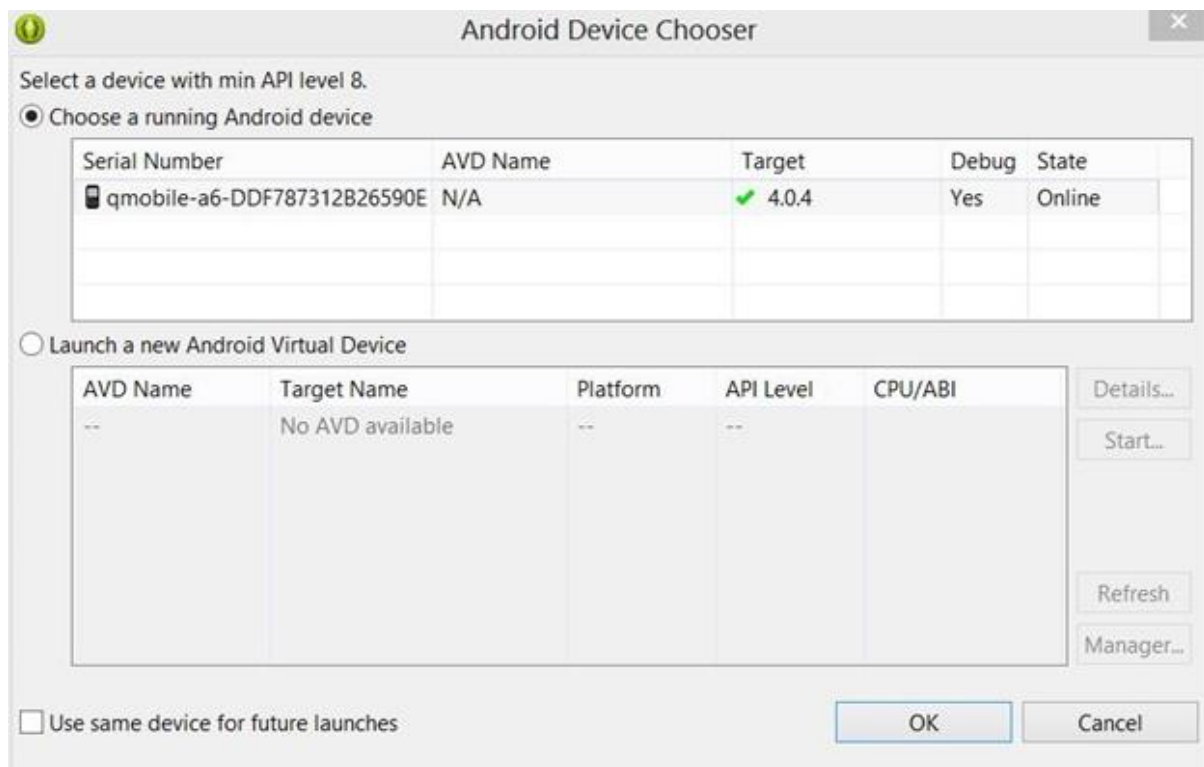 Android Device Chooser
Select a device with min API level 8.
Choose a running Android device
Serial Number AVD Name Target Debug State
qmobile-a6-DDF787312B26590E N/A 4.0.4 Yes Online
Launch a new Android Virtual Device
AVD Name Target Name Platform API Level CPU/ABI
-- No AVD available -- --
Details...
Start...
Refresh
Manager...
Use same device for future launches
OK Cancel